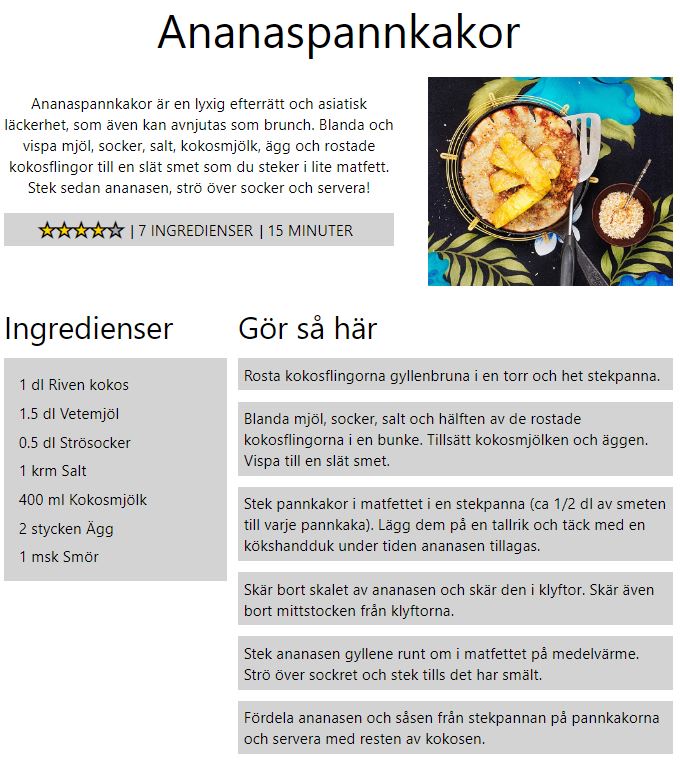 Ananaspannkakor
Ananaspannkakor är en lyxig efterrätt och asiatisk
läckerhet, som även kan avnjutas som brunch. Blanda och
vispa mjöl, socker, salt, kokosmjölk, ägg och rostade
kokosflingor till en slät smet som du steker i lite matfett.
Stek sedan ananasen, strö över socker och servera!
| 7 INGREDIENSER | 15 MINUTER
Ingredienser
1 dl Riven kokos
1.5 dl Vetemjöl
0.5 dl Strösocker
1 krm Salt
400 ml Kokosmjölk
2 stycken Ägg
1 msk Smör
Gör så här
Rosta kokosflingorna gyllenbruna i en torr och het stekpanna.
Blanda mjöl, socker, salt och hälften av de rostade
kokosflingorna i en bunke. Tillsätt kokosmjölken och äggen.
Vispa till en slät smet.
Stek pannkakor i matfettet i en stekpanna (ca 1/2 dl av smeten
till varje pannkaka). Lägg dem på en tallrik och täck med en
kökshandduk under tiden ananasen tillagas.
Skär bort skalet av ananasen och skär den i klyftor. Skär även
bort mittstocken från klyftorna.
Stek ananasen gyllene runt om i matfettet på medelvärme.
Strö över sockret och stek tills det har smält.
Fördela ananasen och såsen från stekpannan på pannkakorna
och servera med resten av kokosen.